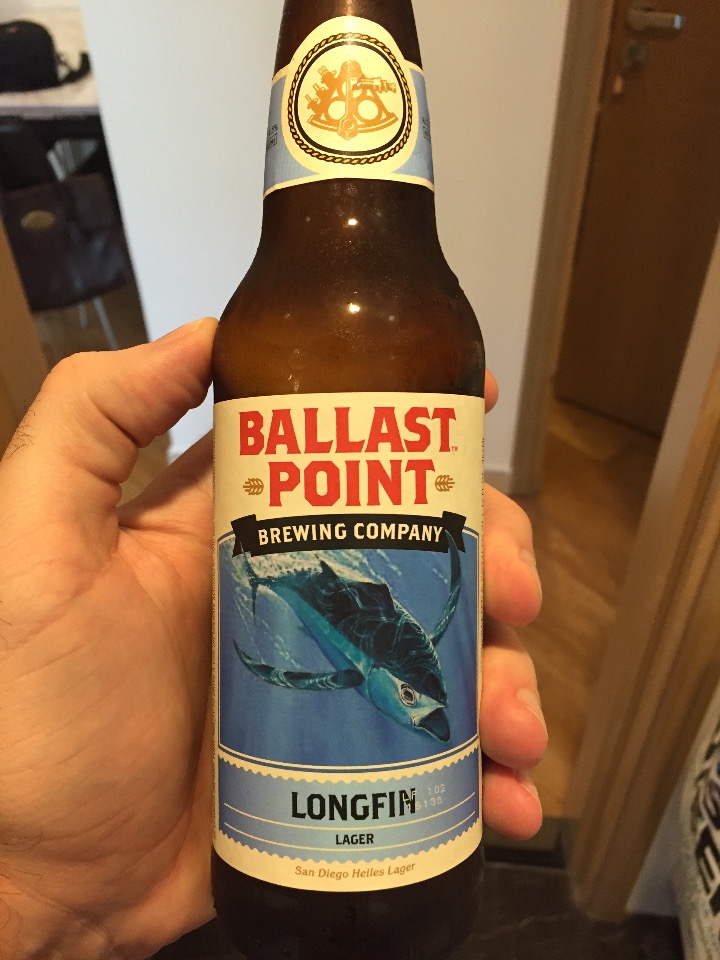 BALLAST
POINT
BREWING COMPANY
LONGFIN
LAGER
San Diego Helles Lager